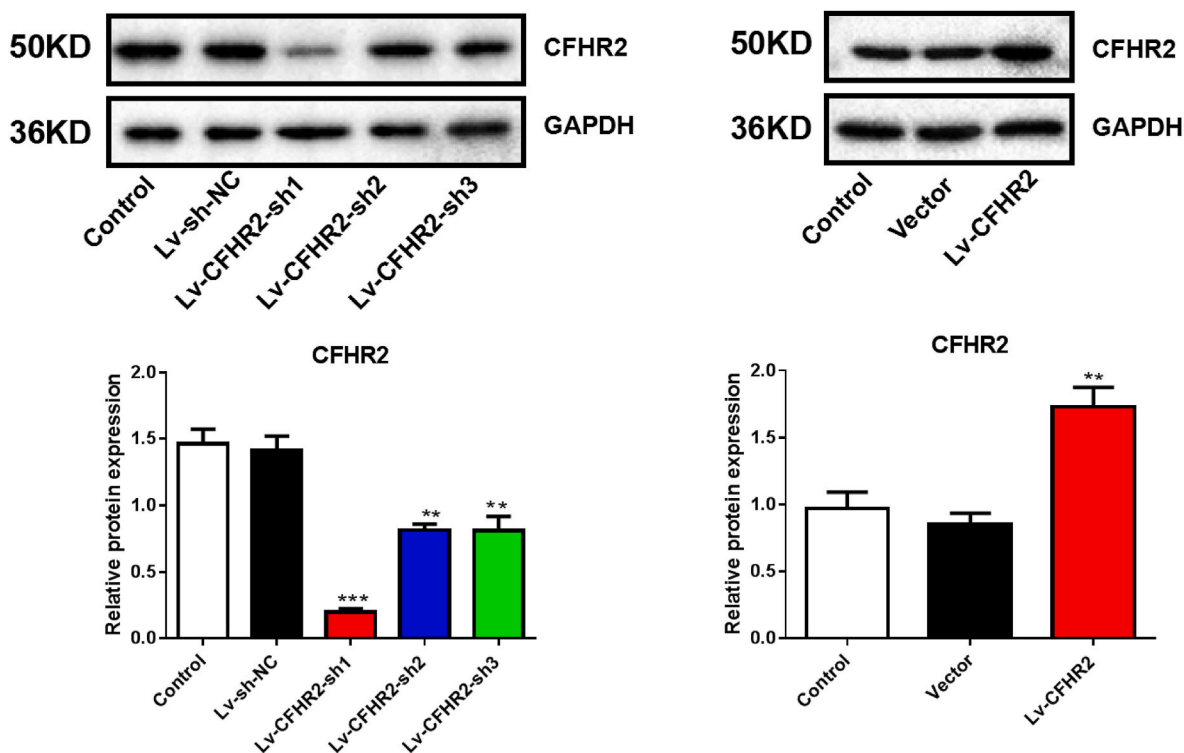 50KD
CFHR2
36KD
GAPDH
Control
Lv-sh-NC
Lv-CFHR2-sh1
Lv-CFHR2-sh2
Lv-CFHR2-sh3
50KD
CFHR2
36KD
GAPDH
Control
Vector
Lv-CFHR2
CFHR2
Relative protein expression
2.0
1.5
1.0
0.5
0.0
***
**
**
Control
Lv-sh-NC
Lv-CFHR2-sh1
Lv-CFHR2-sh2
Lv-CFHR2-sh3
CFHR2
Relative protein expression
2.0
1.5
1.0
0.5
0.0
**
Control
Vector
Lv-CFHR2